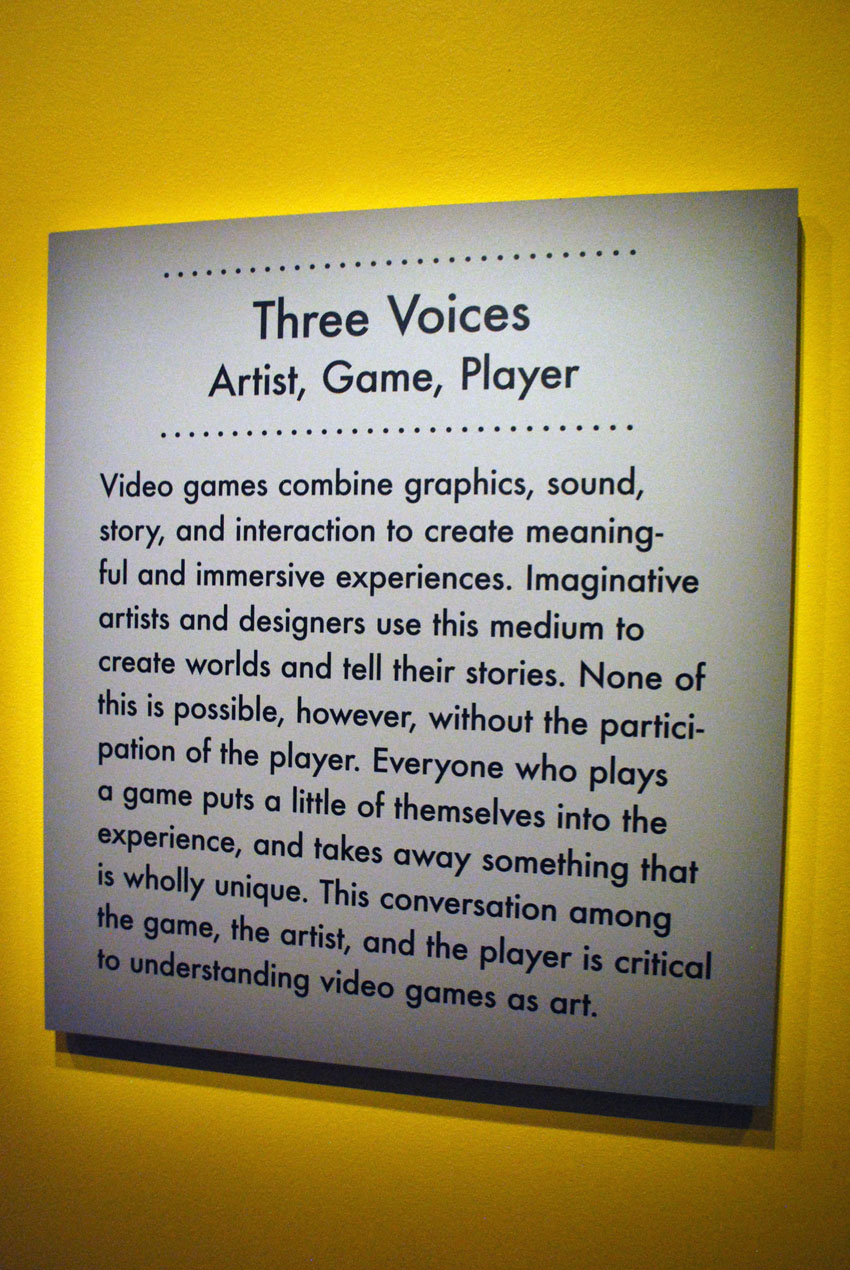 Three Voices
Artist, Game, Player
Video games combine graphics, sound,
story, and interaction to create meaning-
ful and immersive experiences. Imaginative
artists and designers use this medium to
create worlds and tell their stories. None of
this is possible, however, without the partici-
pation of the player. Everyone who plays
a game puts a little of themselves into the
experience, and takes away something that
is wholly unique. This conversation among
the game, the artist, and the player is critical
to understanding video games as art.